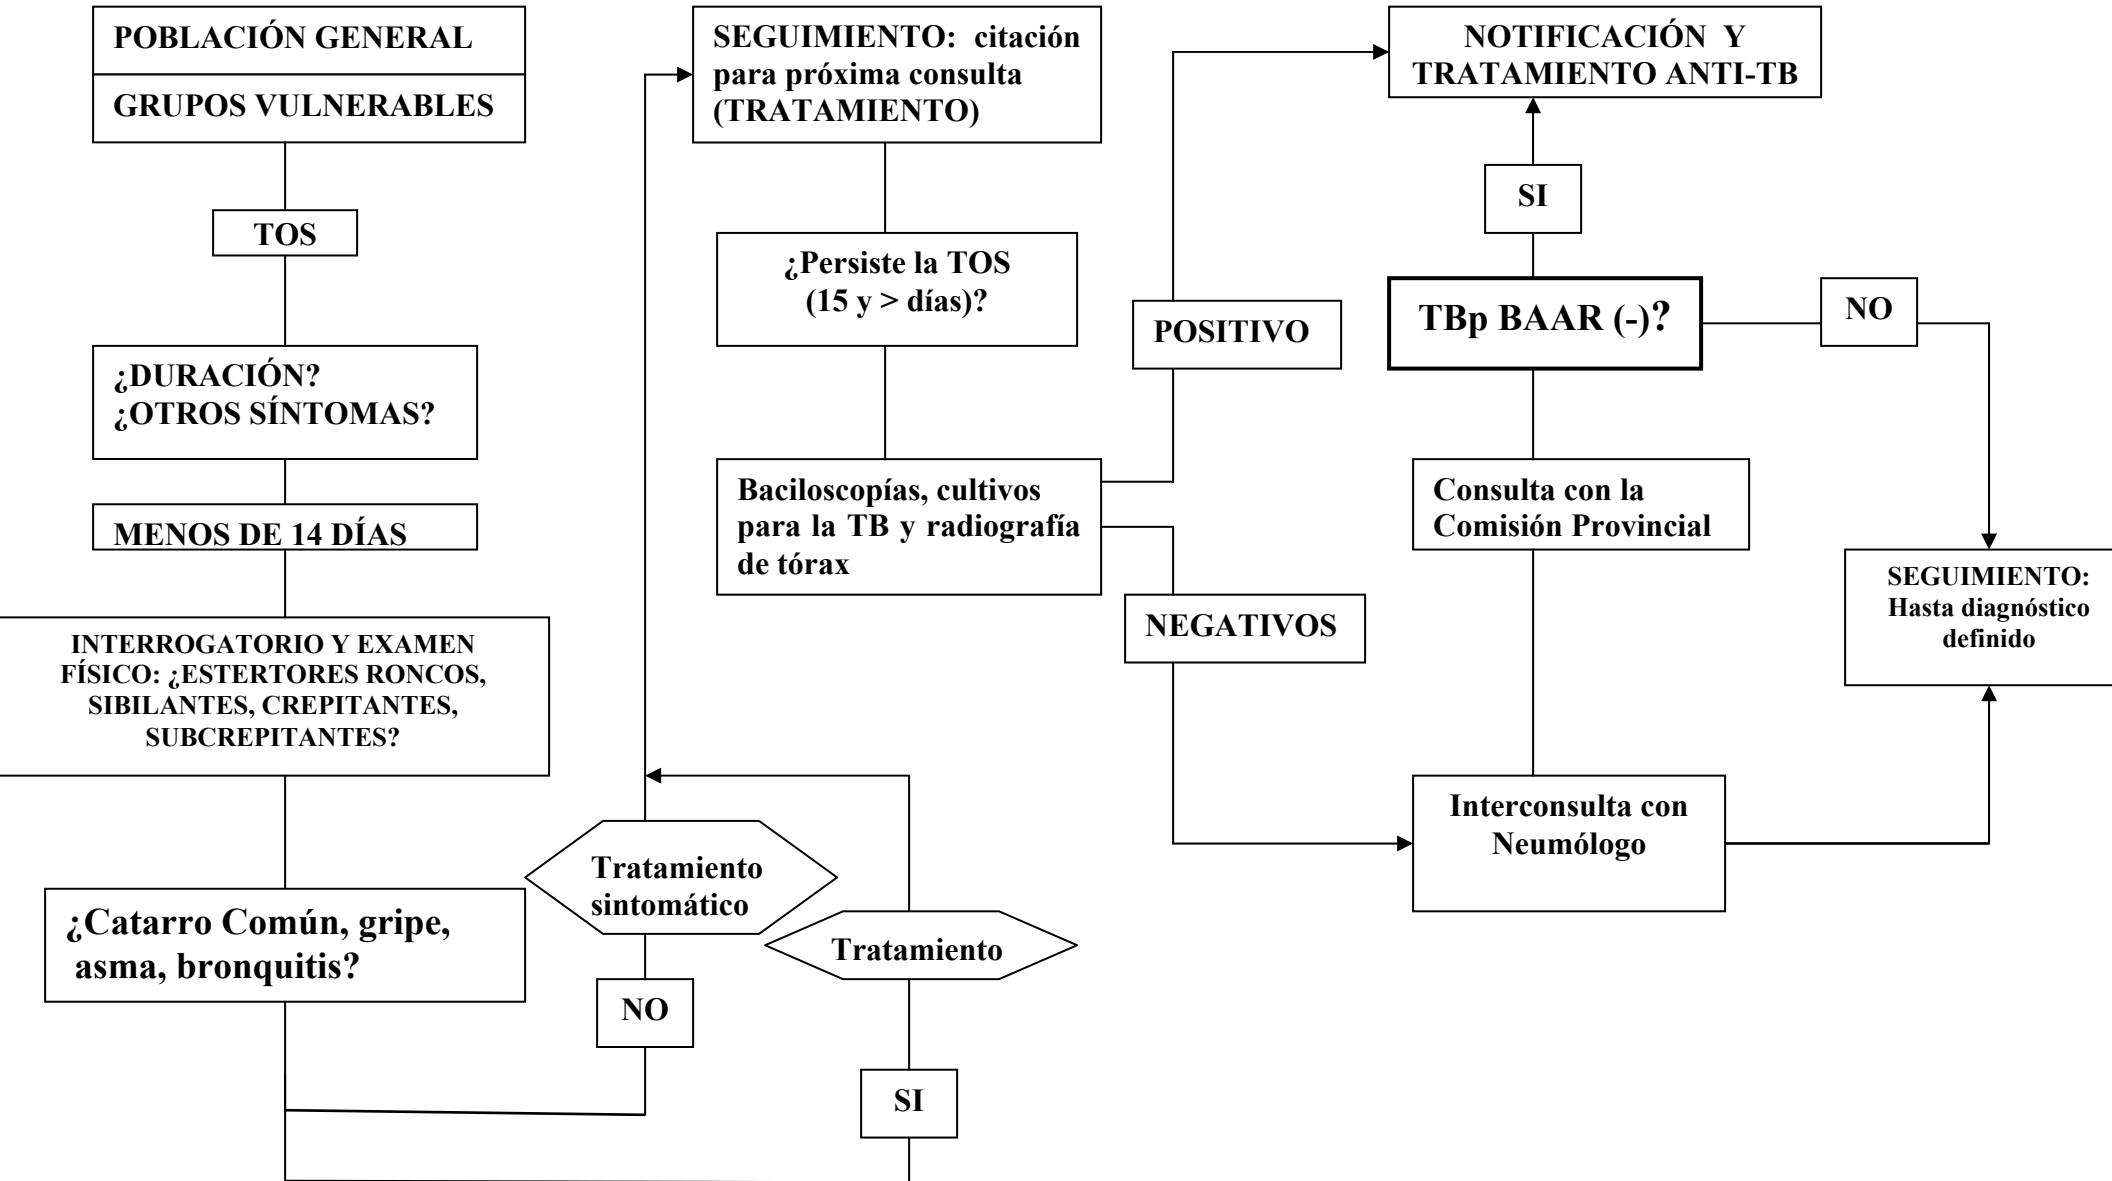 POBLACIÓN GENERAL
GRUPOS VULNERABLES
TOS
¿DURACIÓN?
¿OTROS SÍNTOMAS?
MENOS DE 14 DÍAS
INTERROGATORIO Y EXAMEN
FÍSICO: ¿ESTERTORES RONCOS,
SIBILANTES, CREPITANTES,
SUBCREPITANTES?
¿Catarro Común, gripe,
asma, bronquitis?
NO
Tratamiento
sintomático
SI
Tratamiento
SEGUIMIENTO: citación
para próxima consulta
(TRATAMIENTO)
¿Persiste la TOS
(15 y > días)?
Baciloscopías, cultivos
para la TB y radiografía
de tórax
POSITIVO
NEGATIVOS
NOTIFICACIÓN Y
TRATAMIENTO ANTI-TB
SI
TBp BAAR (-)?
NO
Consulta con la
Comisión Provincial
Interconsulta con
Neumólogo
SEGUIMIENTO:
Hasta diagnóstico
definido